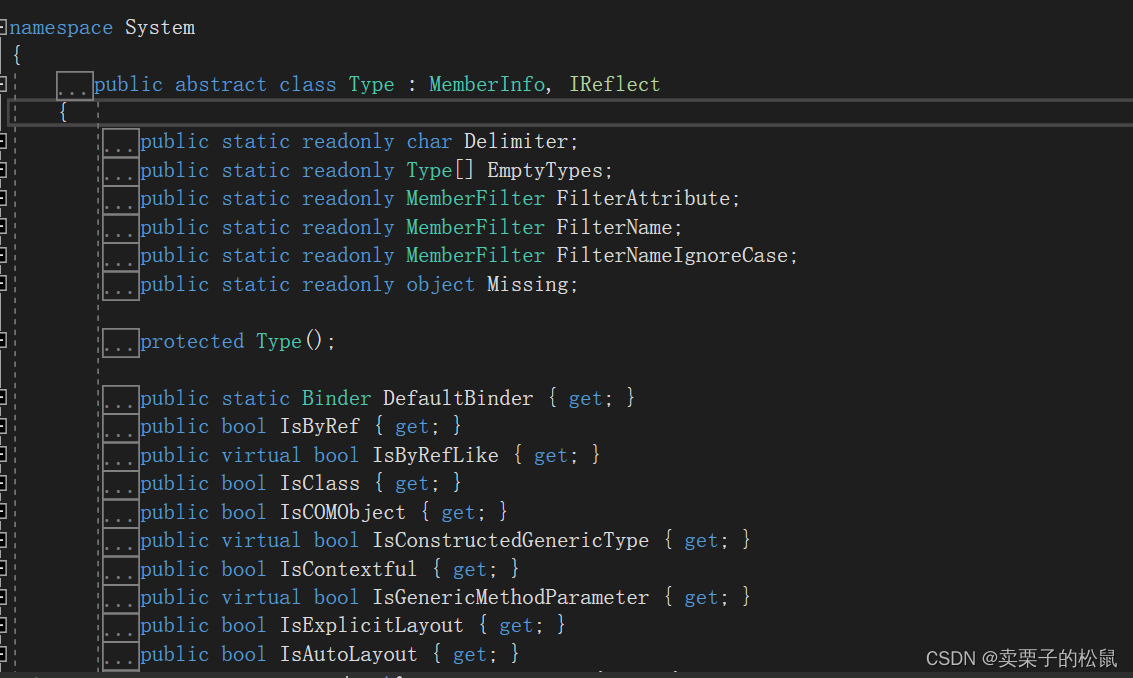 namespace System
{
...public abstract class Type : MemberInfo, IReflect
{
...public static readonly char Delimiter;
...public static readonly Type[] EmptyTypes;
...public static readonly MemberFilter FilterAttribute;
...public static readonly MemberFilter FilterName;
...public static readonly MemberFilter FilterNameIgnoreCase;
...public static readonly object Missing;
...protected Type();
...public static Binder DefaultBinder { get; }
...public bool IsByRef { get; }
...public virtual bool IsByRefLike { get; }
...public bool IsClass { get; }
...public bool IsCOMObject { get; }
...public virtual bool IsConstructedGenericType { get; }
...public bool IsContextful { get; }
...public virtual bool IsGenericMethodParameter { get; }
...public bool IsExplicitLayout { get; }
...public bool IsAutoLayout { get; }
CSDN @卖栗子的松鼠